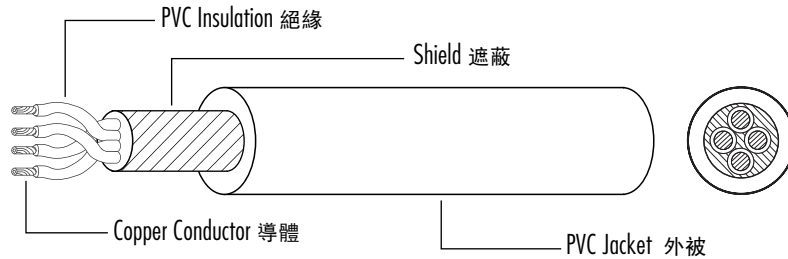 PVC Insulation 絕緣
Shield 遮蔽
Copper Conductor 導體
PVC Jacket 外被